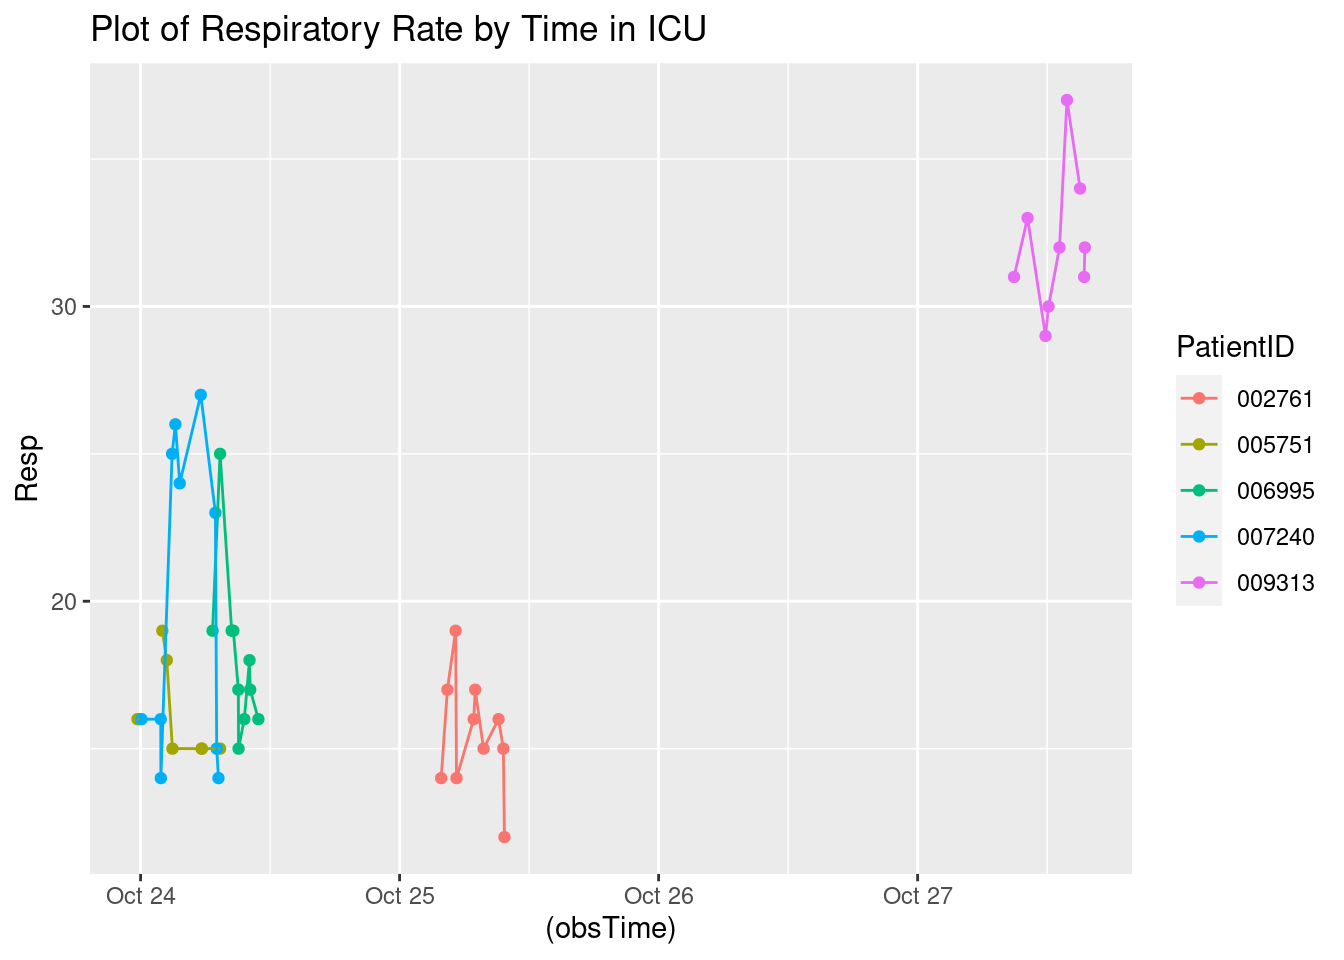 Plot of Respiratory Rate by Time in ICU
Resp
30
20
Oct 24
Oct 25
Oct 26
Oct 27
(obsTime)
PatientID
002761
005751
006995
007240
009313